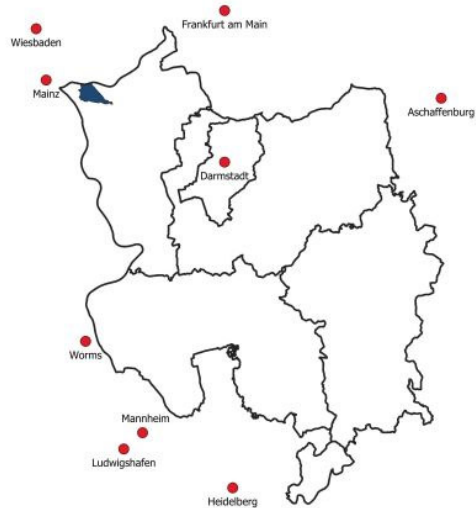 Frankfurt am Main
Wiesbaden
Mainz
Aschaffenburg
Darmstadt
Worms
Mannheim
Ludwigshafen
Heidelberg